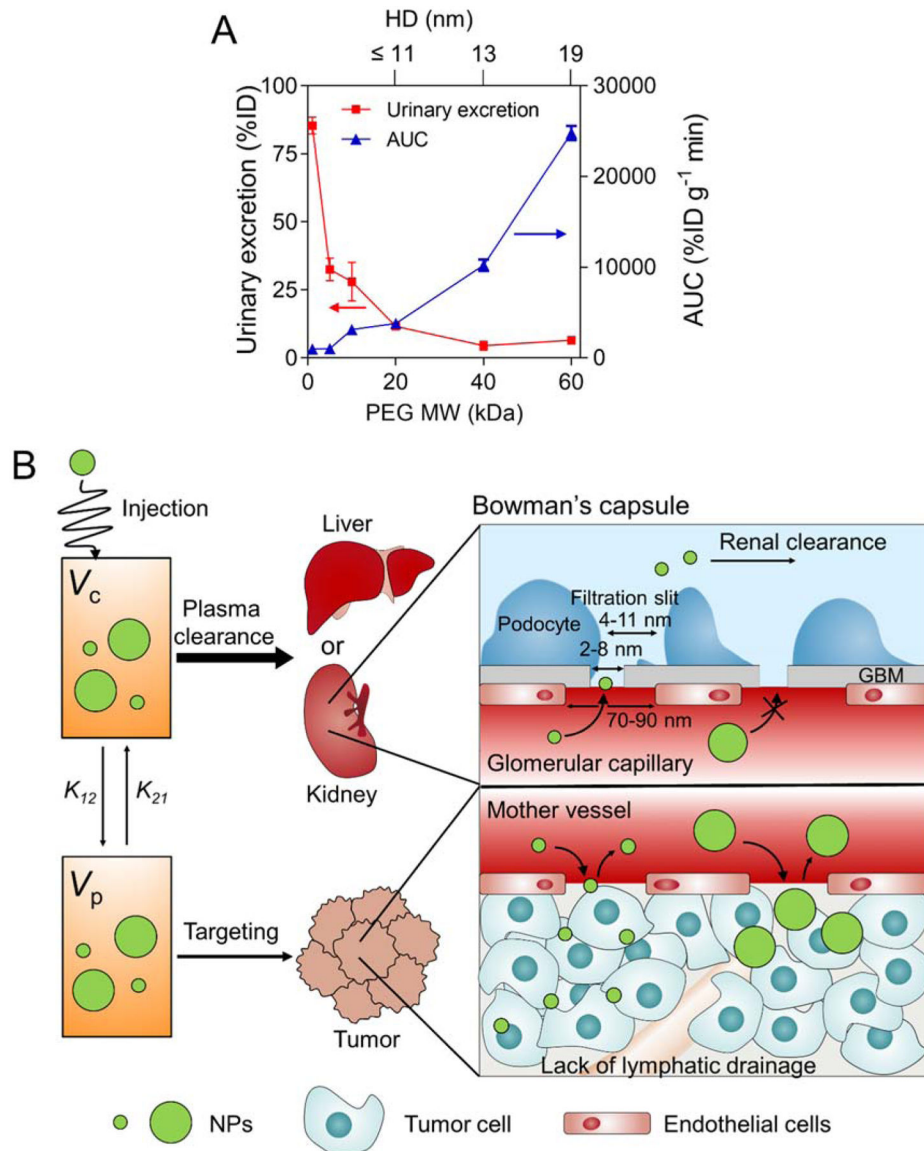 A
HD (nm)
≤ 11 13 19
100 30000
75
50
25
0
20000
10000
0
Urinary excretion (%ID)
AUC (%ID g⁻¹ min)
Urinary excretion
AUC
0 20 40 60
PEG MW (kDa)
B
Injection
Vc
Plasma
clearance
K12
K21
Vp
Targeting
Liver
or
Kidney
Tumor
Bowman's capsule
Renal clearance
Filtration slit
Podocyte
4-11 nm
2-8 nm
GBM
70-90 nm
Glomerular capillary
Mother vessel
Lack of lymphatic drainage
NPs
Tumor cell
Endothelial cells